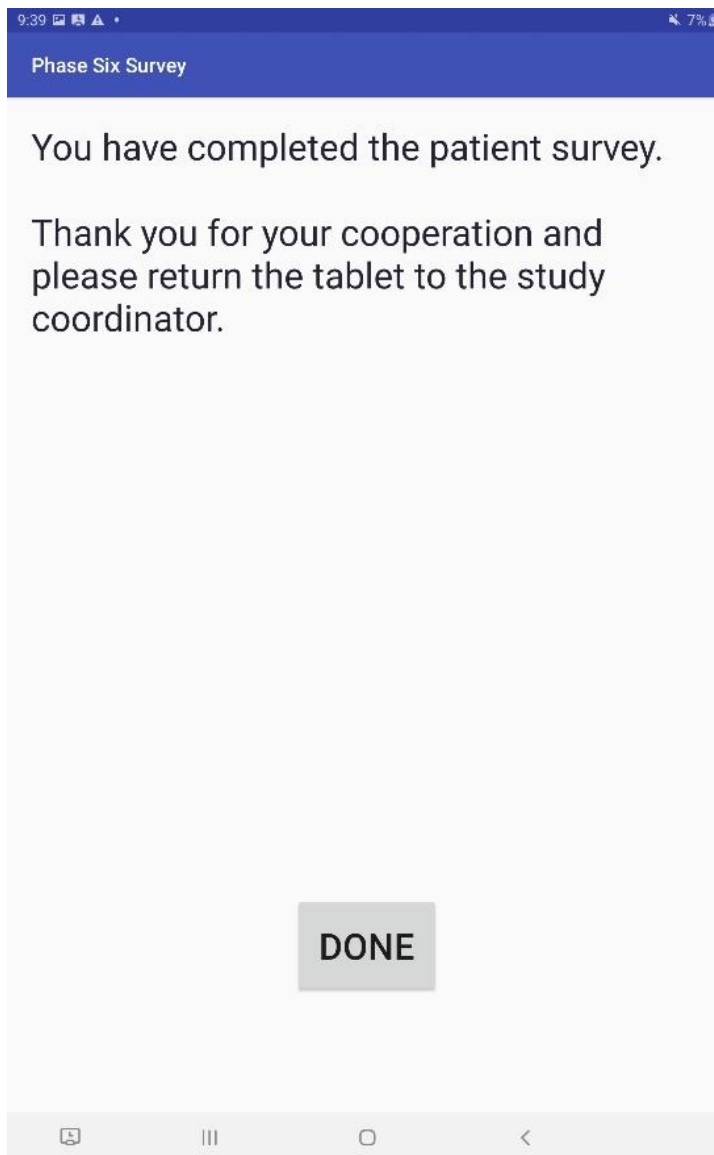 9:39
7%
Phase Six Survey
You have completed the patient survey.
Thank you for your cooperation and
please return the tablet to the study
coordinator.
DONE